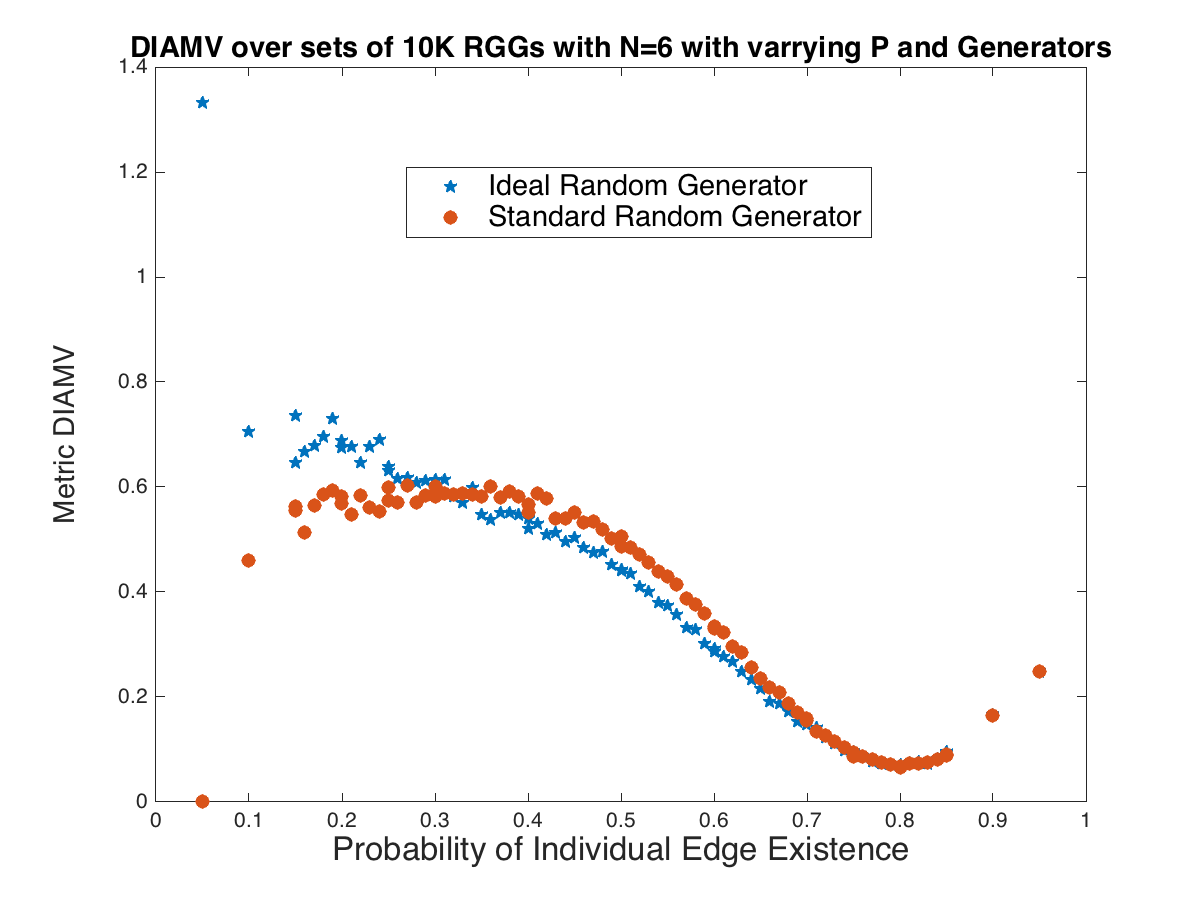 DIAMV over sets of 10K RGGs with N=6 with varrying P and Generators
1.4
1.2
1
0.8
0.6
0.4
0.2
0
Metric DIAMV
Ideal Random Generator
Standard Random Generator
0 0.1 0.2 0.3 0.4 0.5 0.6 0.7 0.8 0.9 1
Probability of Individual Edge Existence